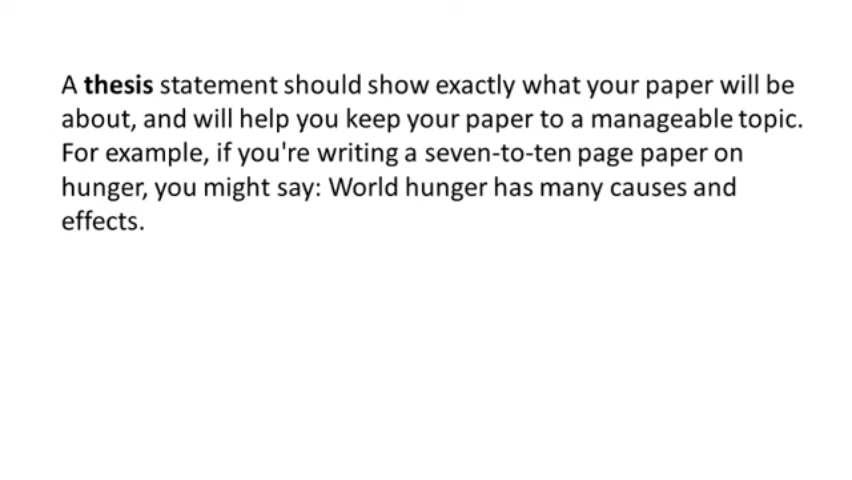 A thesis statement should show exactly what your paper will be
about, and will help you keep your paper to a manageable topic.
For example, if you're writing a seven-to-ten page paper on
hunger, you might say: World hunger has many causes and
effects.